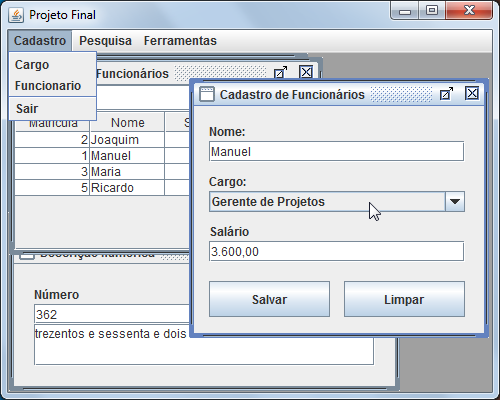 Projeto Final
Cadastro Pesquisa Ferramentas
Cargo
Funcionario
Sair
Funcionários
Matrícula Nome S
2 Joaquim
1 Manuel
3 Maria
5 Ricardo
Cadastro de Funcionários
Nome:
Manuel
Cargo:
Gerente de Projetos
Salário
3.600,00
Salvar Limpar
Descrição numérica
Número
362
trezentos e sessenta e dois